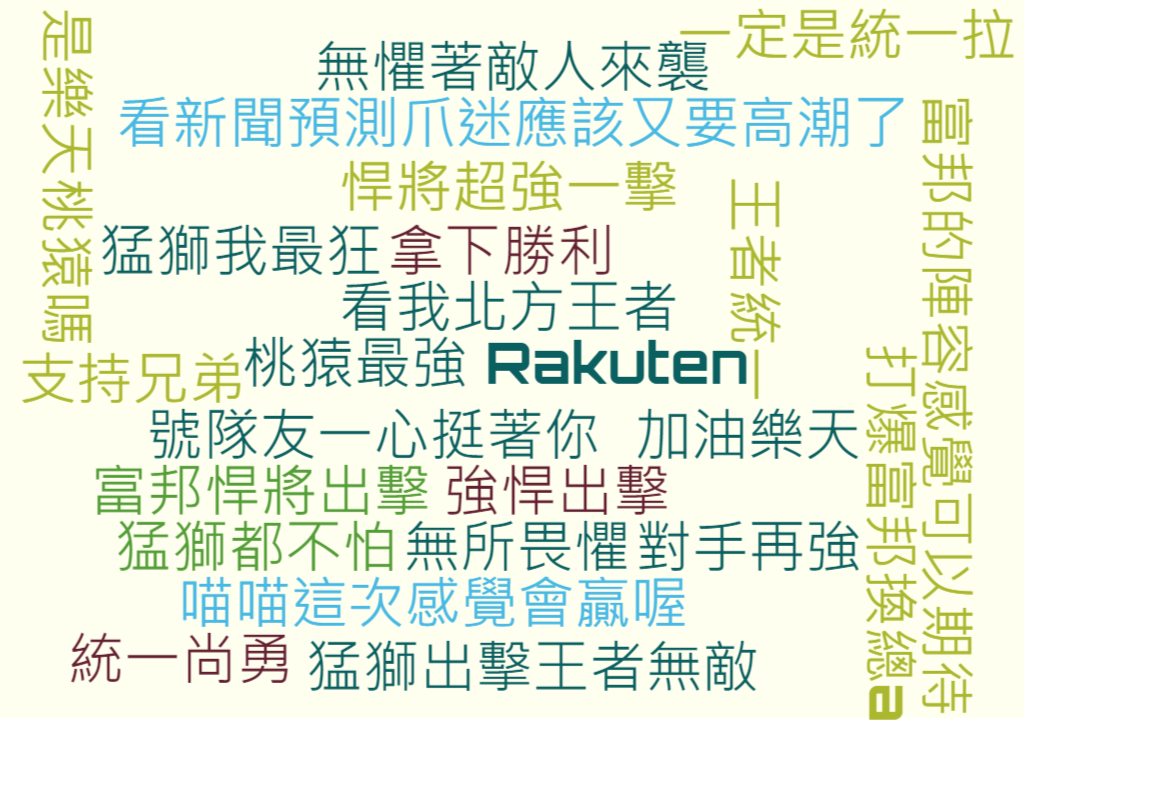 一定是統一拉
是樂天桃猿嗎
無懼著敵人來襲
看新聞預測爪迷應該又要高潮了
富邦的陣容感覺可以期待
悍將超強一擊
王者統一
猛獅我最狂
拿下勝利
看我北方王者
桃猿最強
Rakuten
支持兄弟
打爆富邦換總e
號隊友一心挺著你
加油樂天
富邦悍將出擊
強悍出擊
猛獅都不怕
無所畏懼
對手再強
喵喵這次感覺會贏喔
統一尚勇
猛獅出擊王者無敵